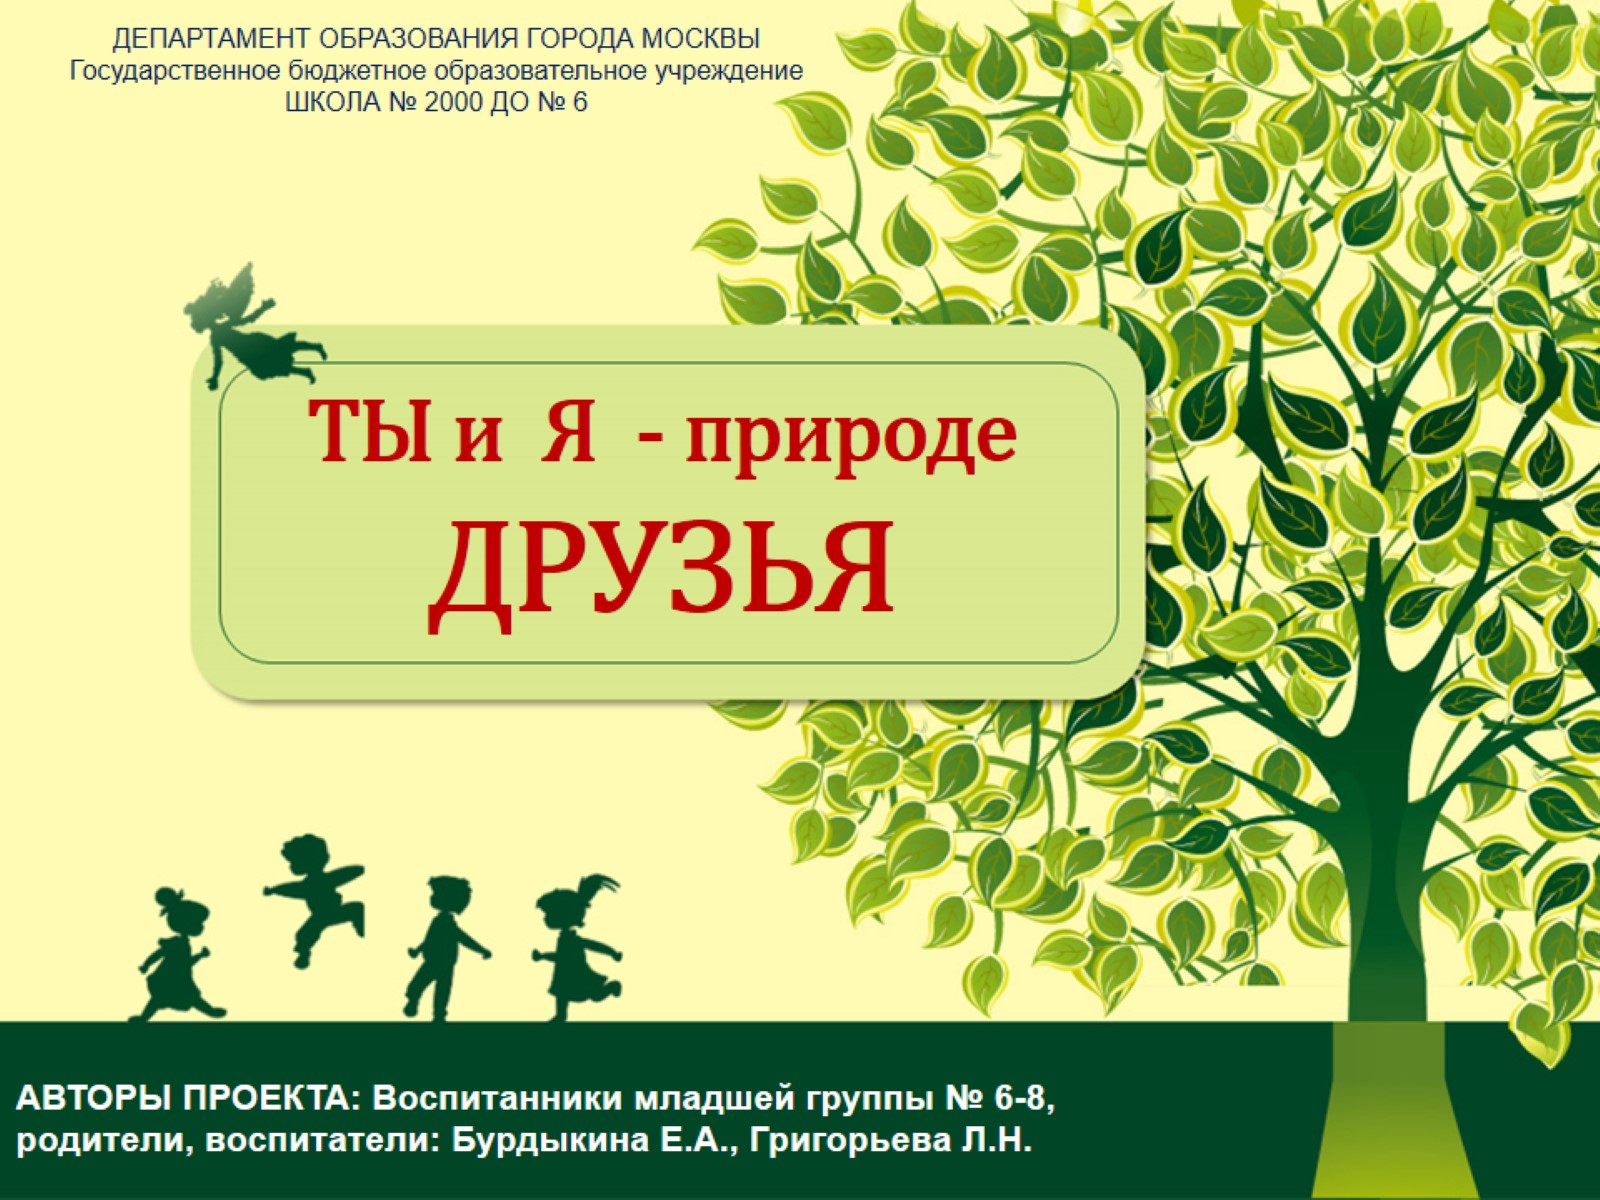 ДЕПАРТАМЕНТ ОБРАЗОВАНИЯ ГОРОДА МОСКВЫ
Государственное бюджетное образовательное учреждение
ШКОЛА № 2000 ДО № 6
ТЫ и Я - природе
ДРУЗЬЯ
АВТОРЫ ПРОЕКТА: Воспитанники младшей группы № 6-8,
родители, воспитатели: Бурдыкина Е.А., Григорьева Л.Н.